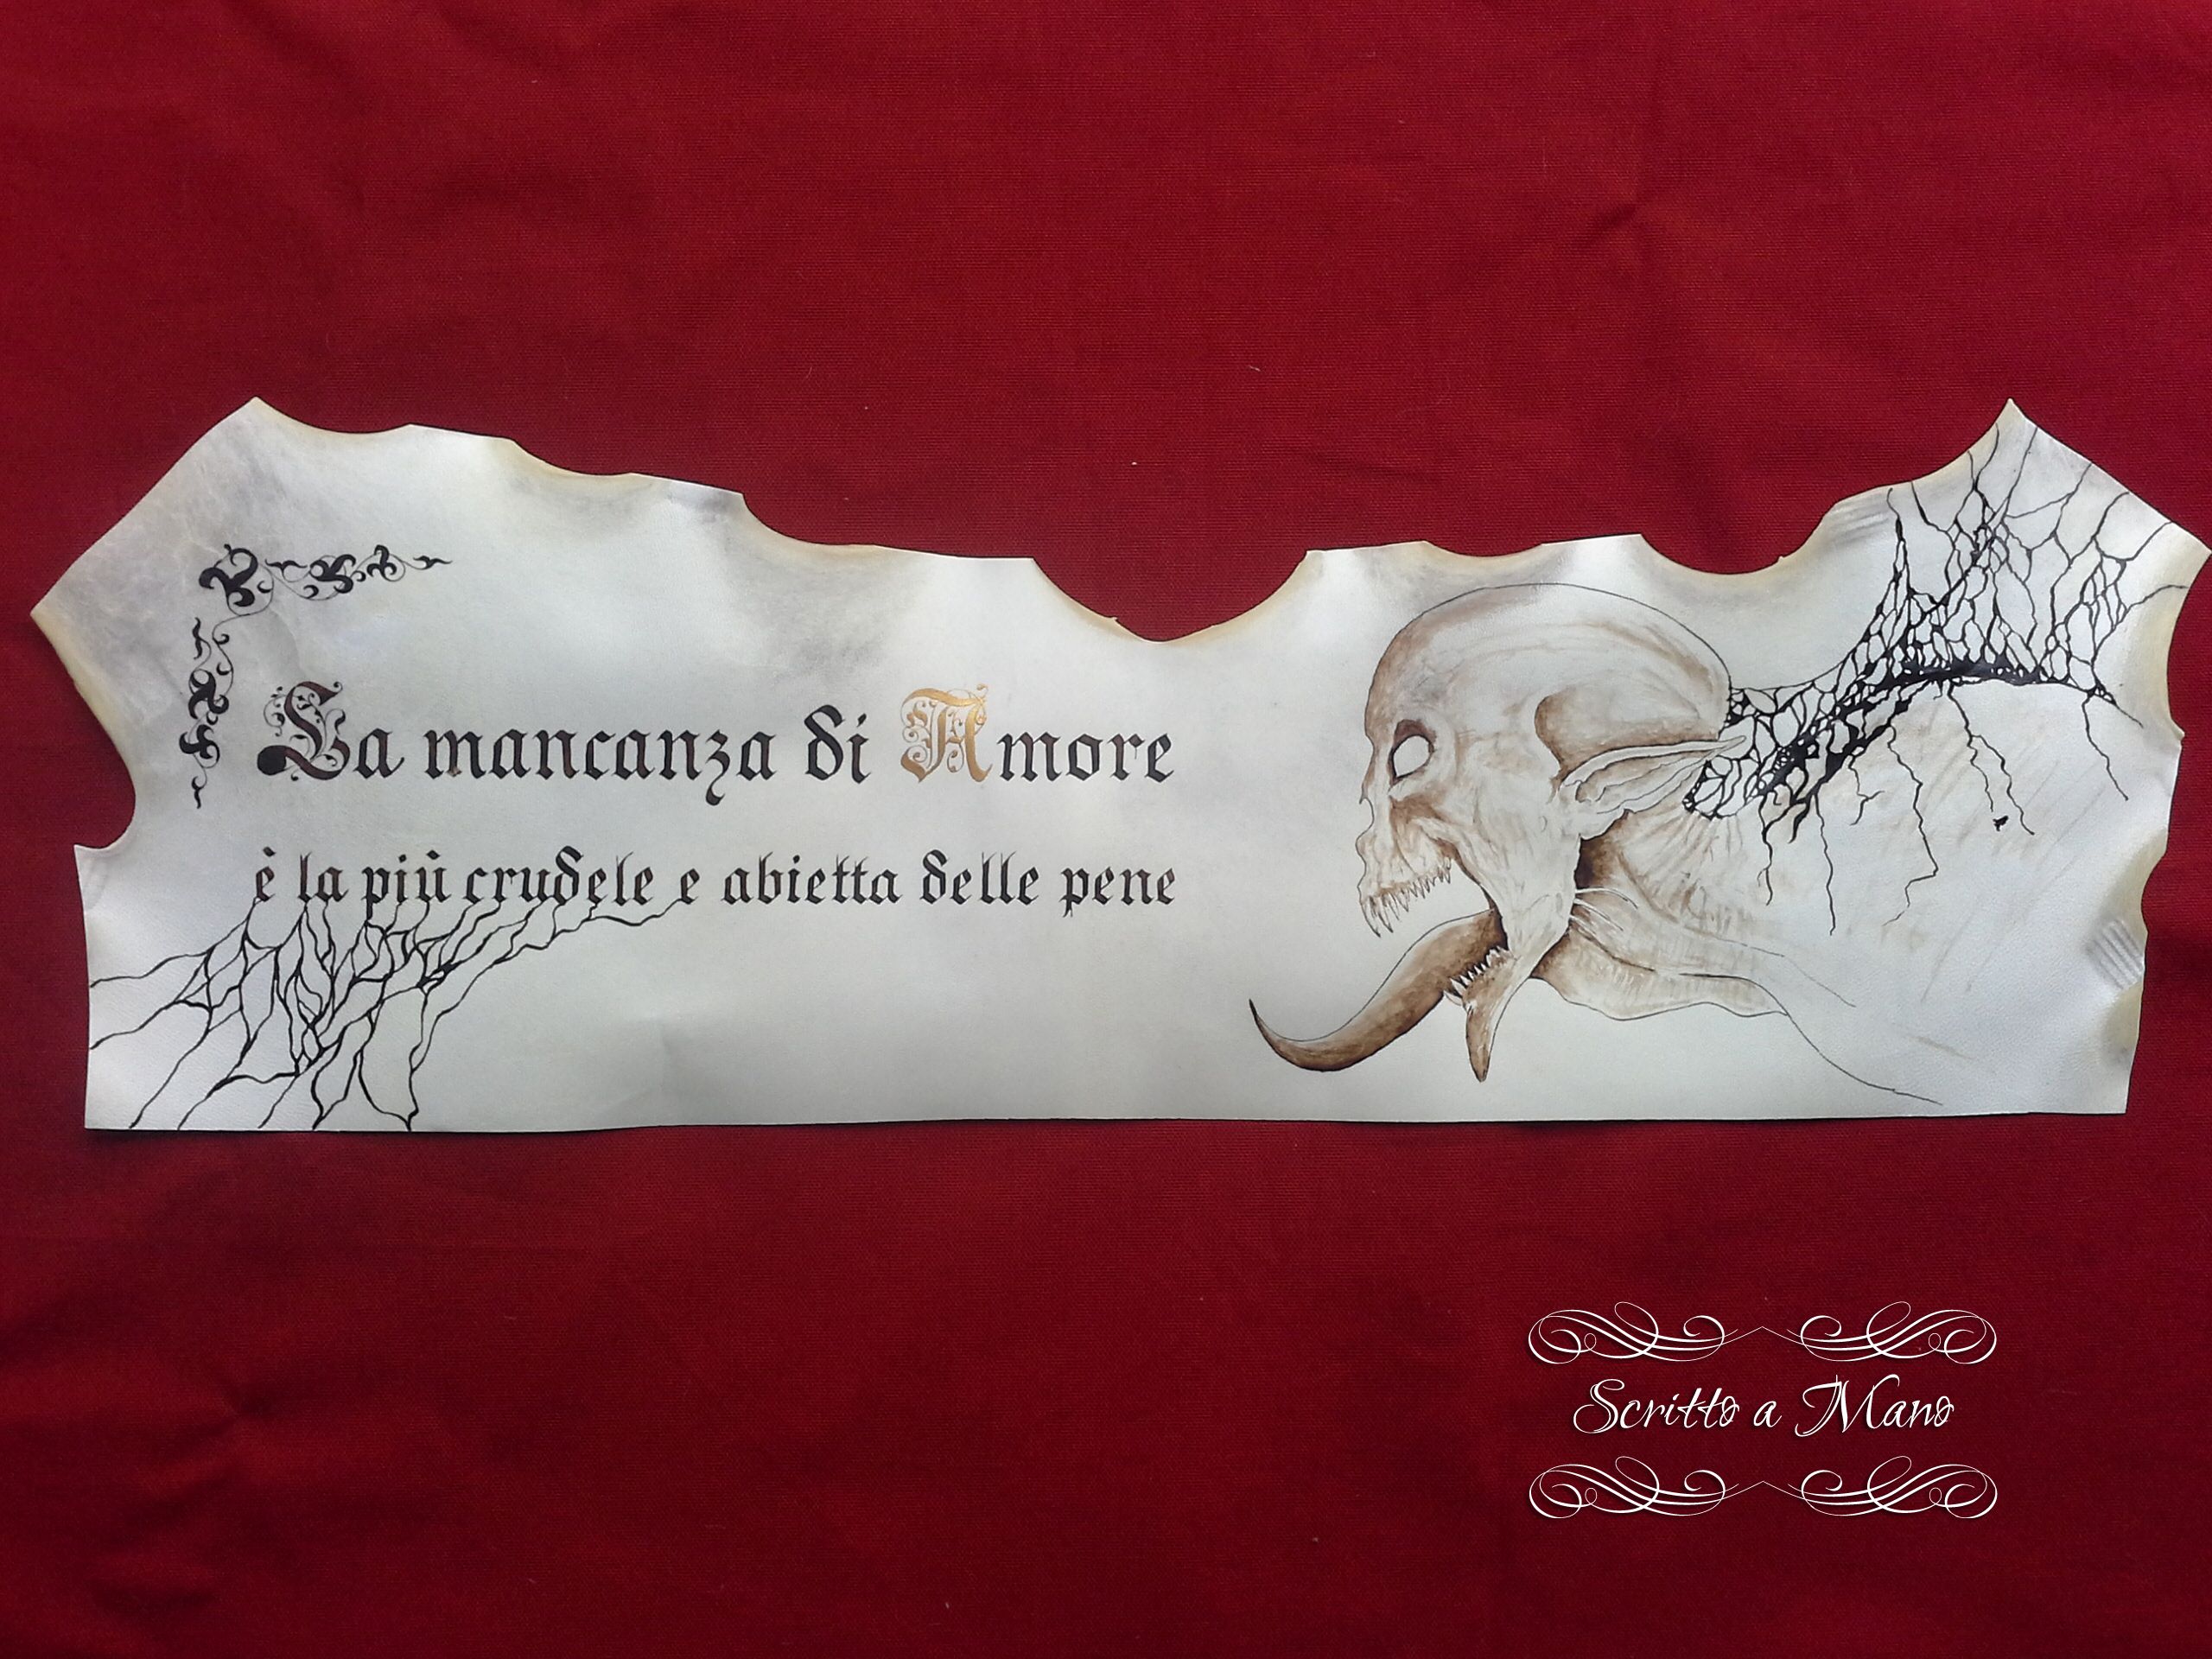 La mancanza di Amore
è la più crudele e abietta delle pene
Scritto a Mano